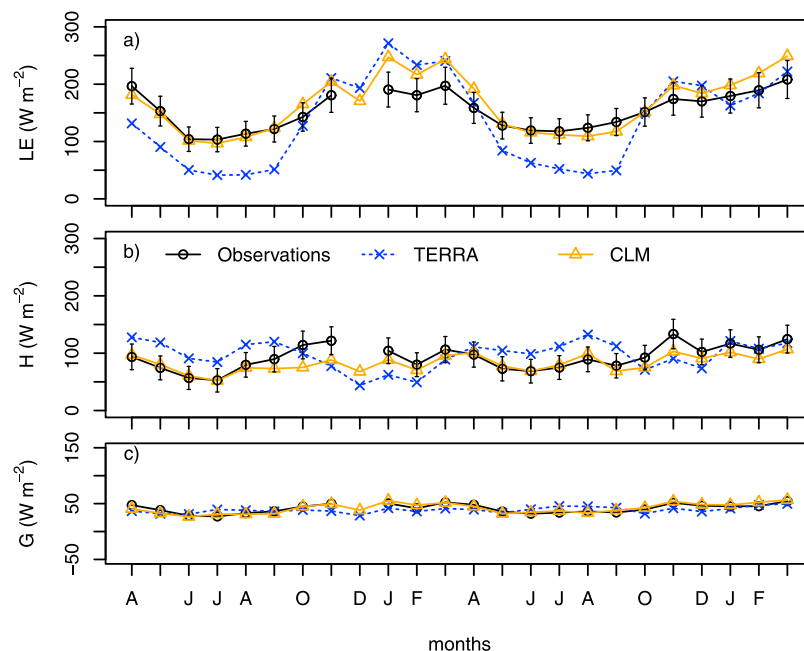 a)
300
200
100
0
LE (W m−2)
b)
Observations TERRA CLM
300
200
100
0
H (W m−2)
c)
150
50
−50
G (W m−2)
A J J A O D J F A J J A O D J F
months